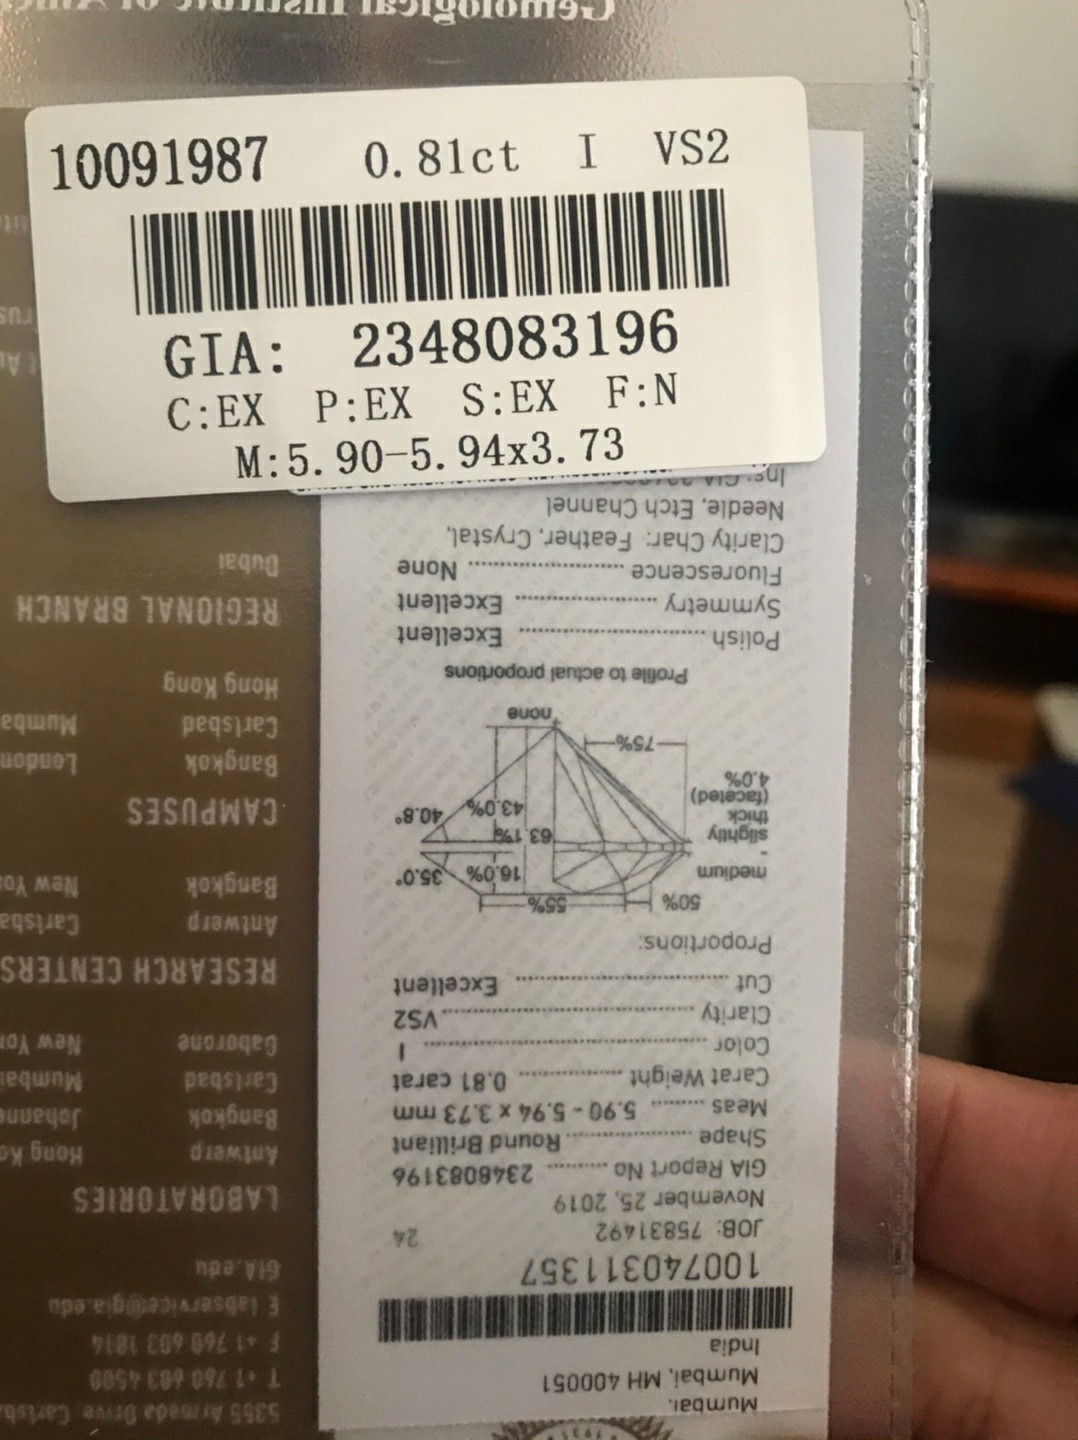 10091987 0.81ct I VS2
GIA: 2348083196
C:EX P:EX S:EX F:N
M:5.90-5.94x3.73
Mumbai, MH 400051
India
100740311357
JOB: 75831492 24
November 25, 2019
GIA Report No .......... 2348083196
Shape .................... Round Brilliant
Meas ........ 5.90 - 5.94 x 3.73 mm
Carat Weight ................ 0.81 carat
Color .................................... I
Clarity .................................. VS2
Cut .................................. Excellent
Proportions:
50% 55%
medium
-
slightly
thick
(faceted)
4.0%
16.0% 35.0°
63.1%
43.0% 40.8°
75%
none
Profile to actual proportions
Polish ............................ Excellent
Symmetry ...................... Excellent
Fluorescence ........................ None
Clarity Char: Feather, Crystal,
Needle, Etch Channel
5355 Armada Drive
T +1 760 603 4500
F +1 760 603 1814
E labservice@gia.edu
GIA.edu
LABORATORIES
Antwerp Hong
Bangkok
Carlsbad Mumbai
Gaborone New
RESEARCH CENTERS
Antwerp
Bangkok New
CAMPUSES
Bangkok London
Carlsbad
Hong Kong
REGIONAL BRANCH
Dubai